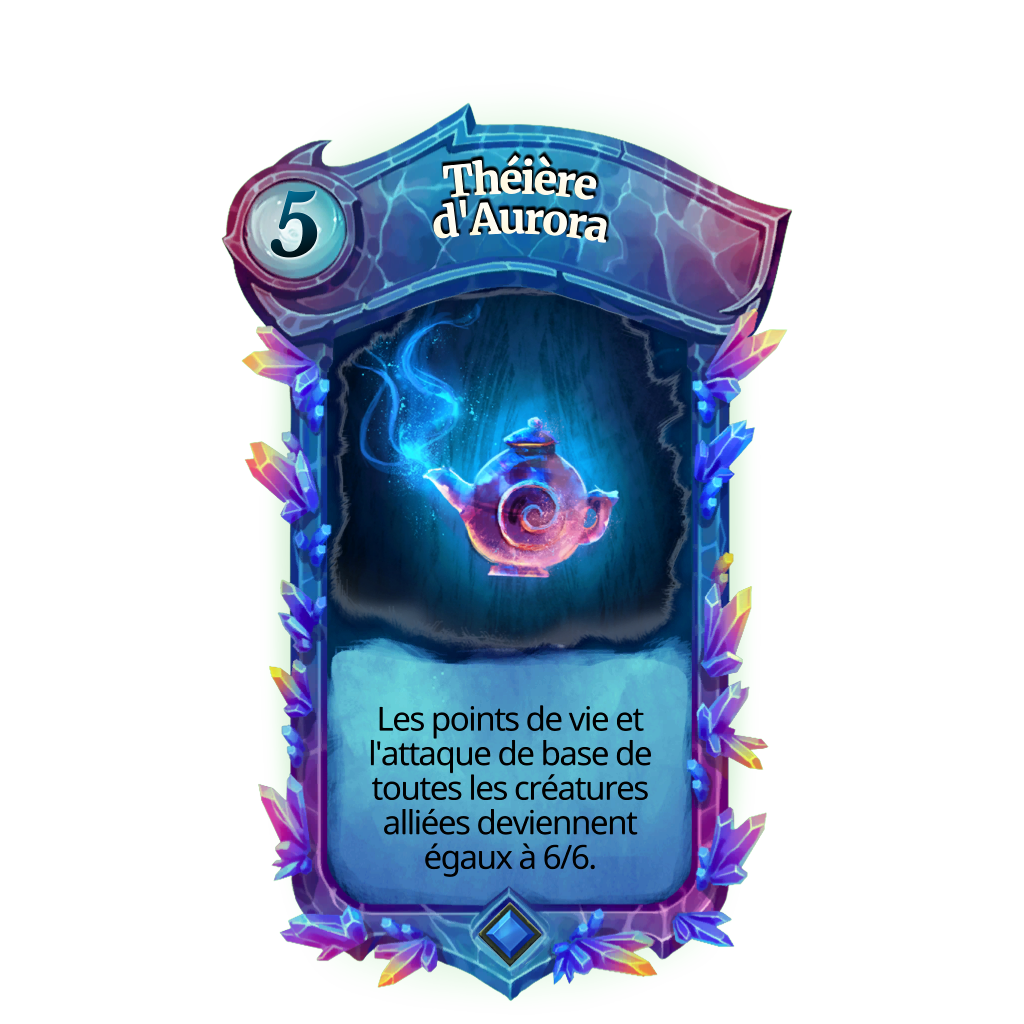 5
Théière
d'Aurora
Les points de vie et
l'attaque de base de
toutes les créatures
alliées deviennent
égaux à 6/6.